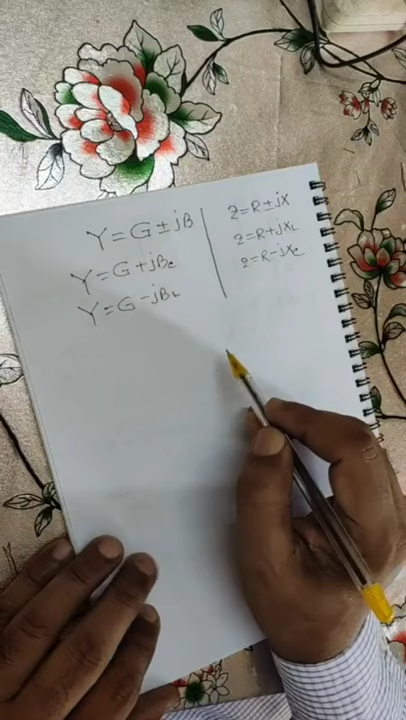 Y = G ± jB
Y = G + jBc
Y = G - jBL
Z = R ± jX
Z = R + jXL
Z = R - jXc